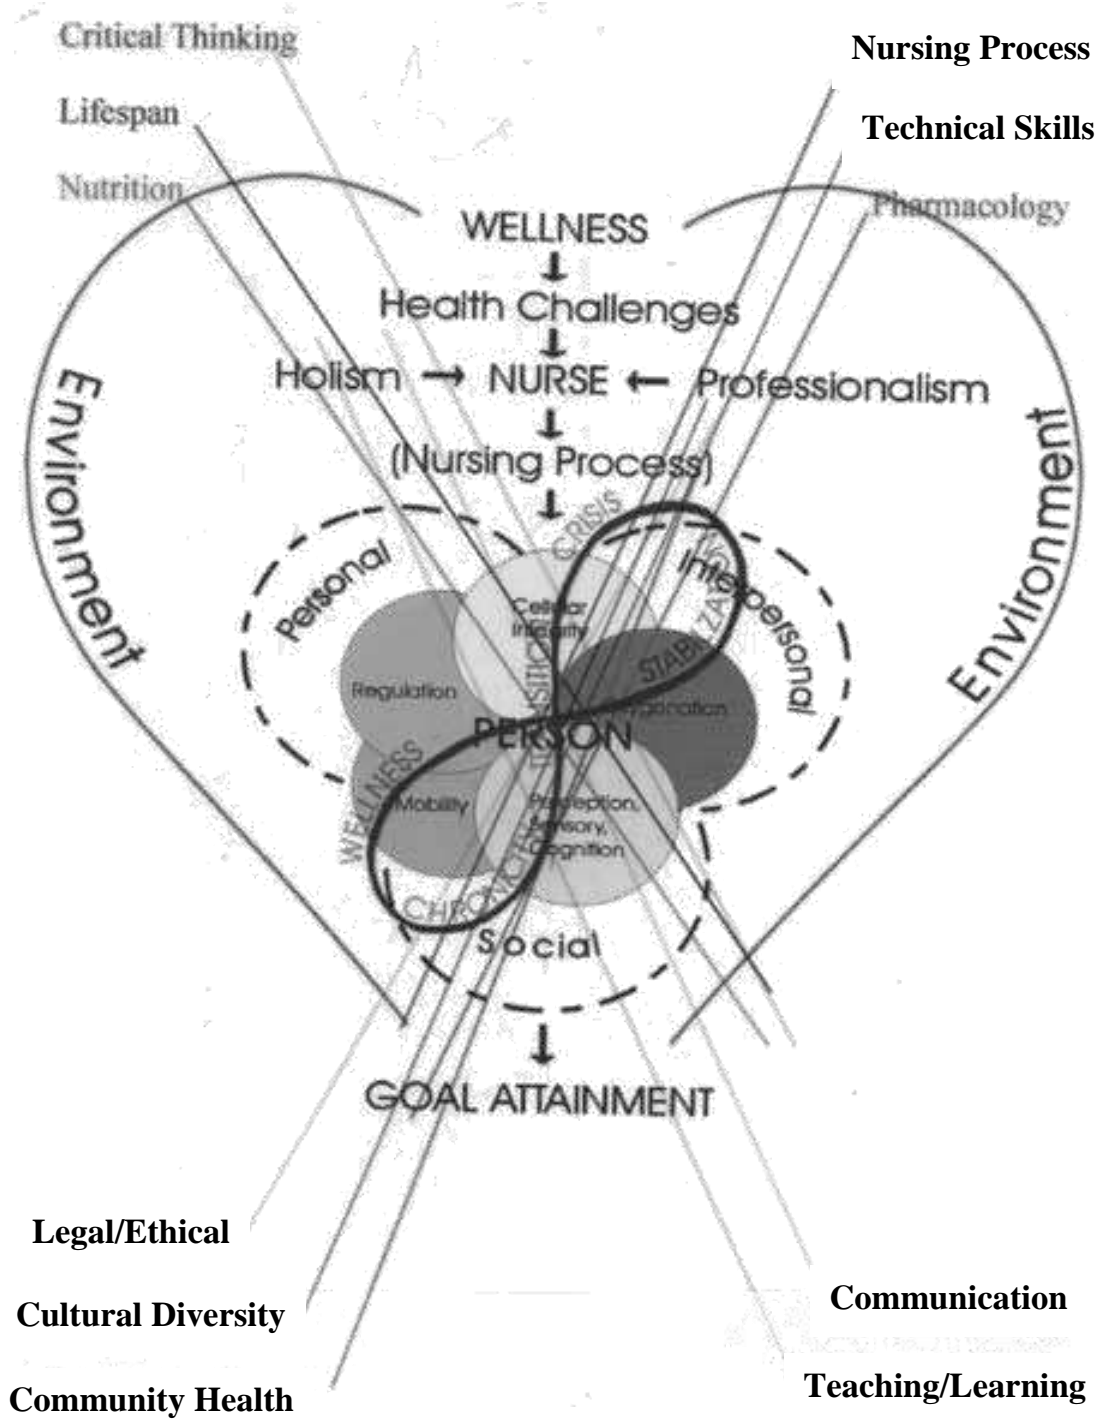 Critical Thinking
Nursing Process
Lifespan
Technical Skills
Nutrition
Pharmacology
WELLNESS
Health Challenges
Holism
NURSE
Professionalism
(Nursing Process)
Environment
Environment
CRISIS
Personal
Interpersonal
Cellular
Integrity
Regulation
PERSON
WELLNESS
Mobility
Perception,
Sensory,
Cognition
CHRONICITY
Social
GOAL ATTAINMENT
Legal/Ethical
Cultural Diversity
Community Health
Communication
Teaching/Learning